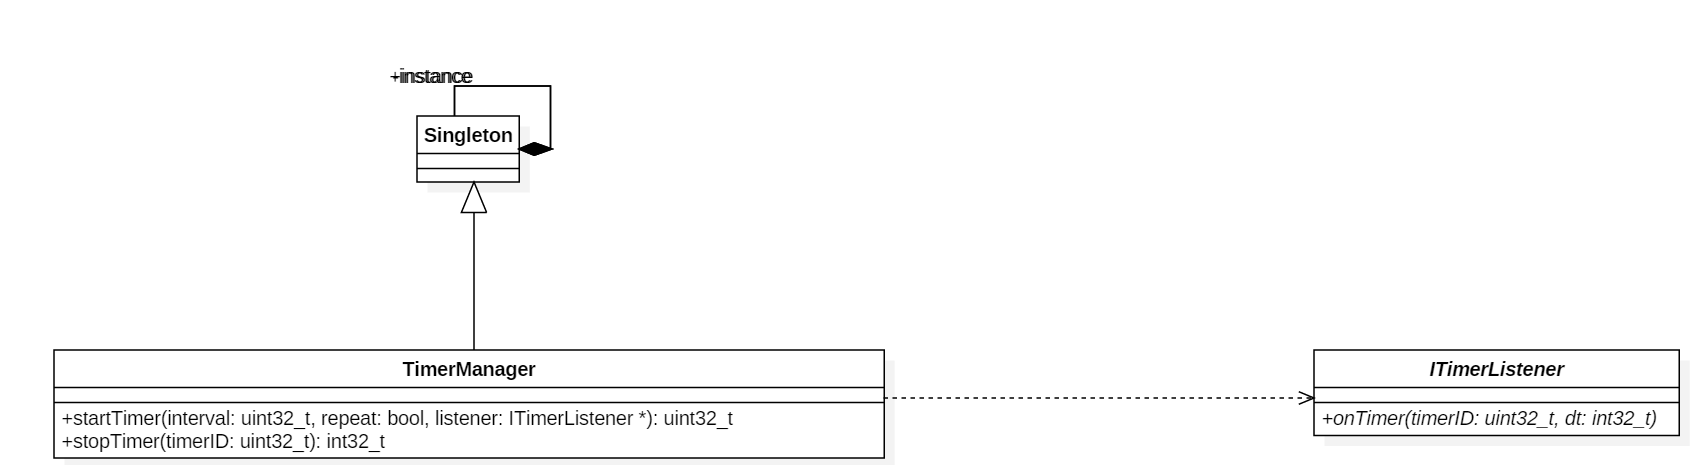 +instance
Singleton
TimerManager
+startTimer(interval: uint32_t, repeat: bool, listener: ITimerListener *): uint32_t
+stopTimer(timerID: uint32_t): int32_t
ITimerListener
+onTimer(timerID: uint32_t, dt: int32_t)